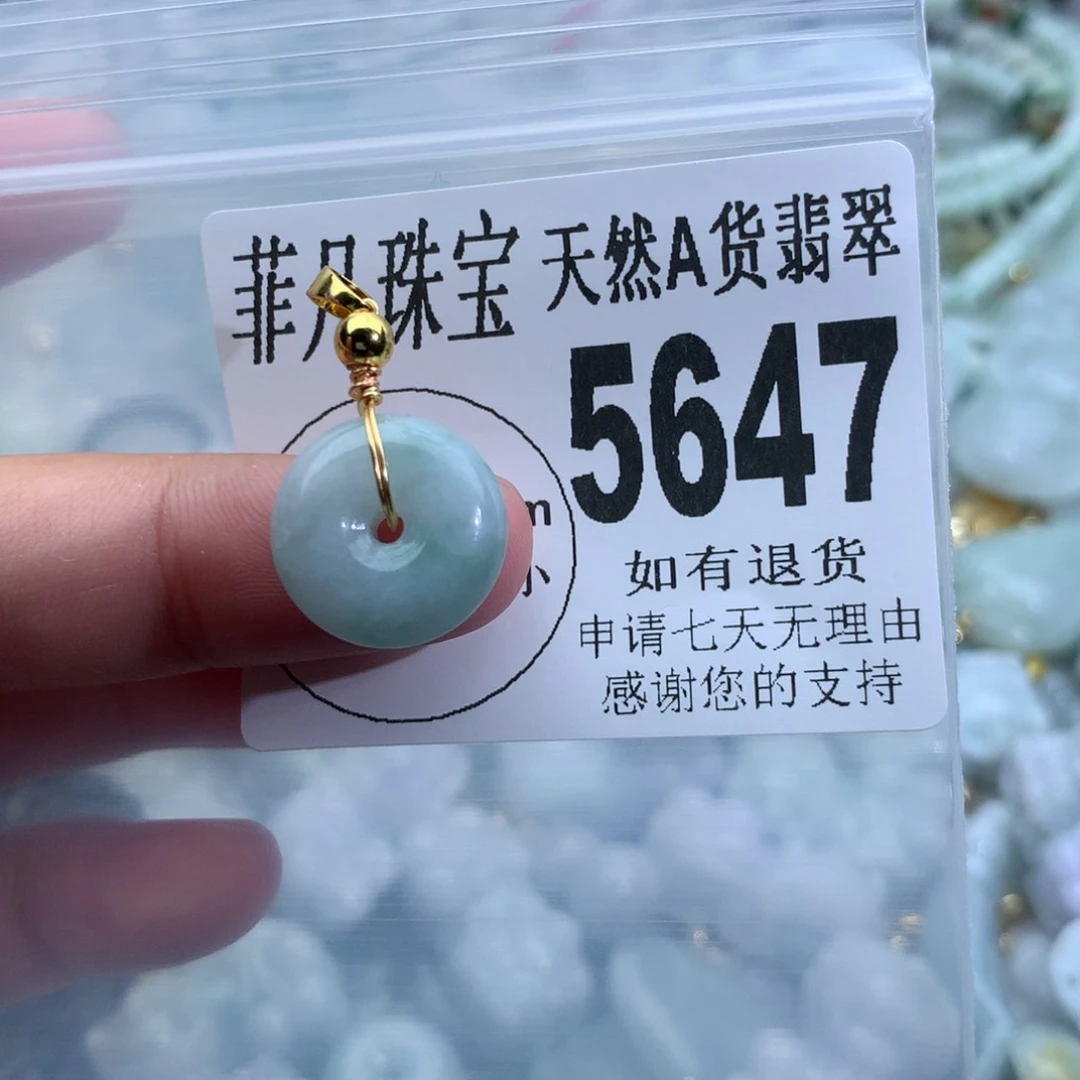 菲凡珠宝 天然A货翡翠
5647
m
小
如有退货
申请七天无理由
感谢您的支持